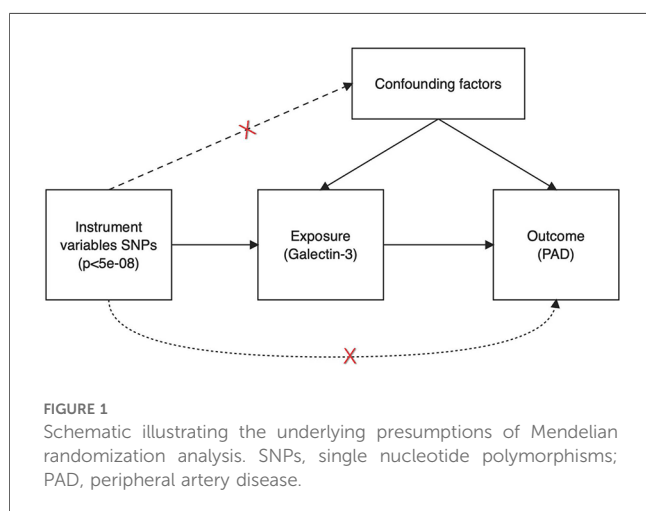 Confounding factors
Instrument
variables SNPs
(p<5e-08)
Exposure
(Galectin-3)
Outcome
(PAD)
FIGURE 1
Schematic illustrating the underlying presumptions of Mendelian
randomization analysis. SNPs, single nucleotide polymorphisms;
PAD, peripheral artery disease.